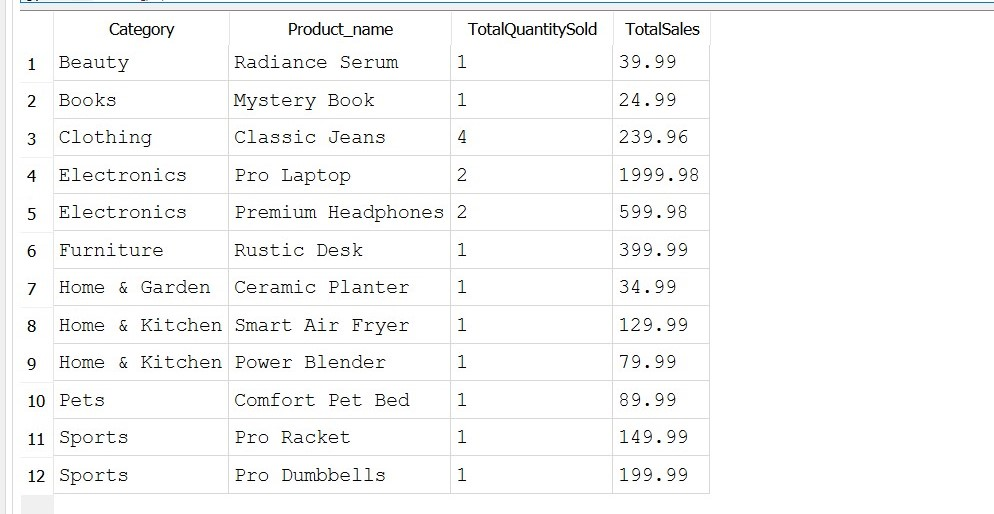 Category Product_name TotalQuantitySold TotalSales
1 Beauty Radiance Serum 1 39.99
2 Books Mystery Book 1 24.99
3 Clothing Classic Jeans 4 239.96
4 Electronics Pro Laptop 2 1999.98
5 Electronics Premium Headphones 2 599.98
6 Furniture Rustic Desk 1 399.99
7 Home & Garden Ceramic Planter 1 34.99
8 Home & Kitchen Smart Air Fryer 1 129.99
9 Home & Kitchen Power Blender 1 79.99
10 Pets Comfort Pet Bed 1 89.99
11 Sports Pro Racket 1 149.99
12 Sports Pro Dumbbells 1 199.99